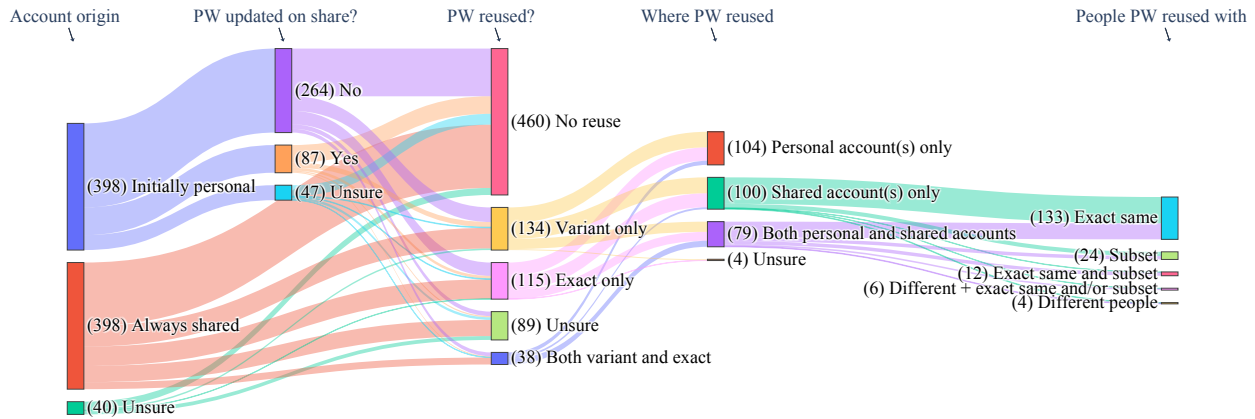 Account origin
PW updated on share?
PW reused?
Where PW reused
People PW reused with
(398) Initially personal
(398) Always shared
(40) Unsure
(264) No
(87) Yes
(47) Unsure
(460) No reuse
(134) Variant only
(115) Exact only
(89) Unsure
(38) Both variant and exact
(104) Personal account(s) only
(100) Shared account(s) only
(79) Both personal and shared accounts
(4) Unsure
(133) Exact same
(24) Subset
(12) Exact same and subset
(6) Different + exact same and/or subset
(4) Different people